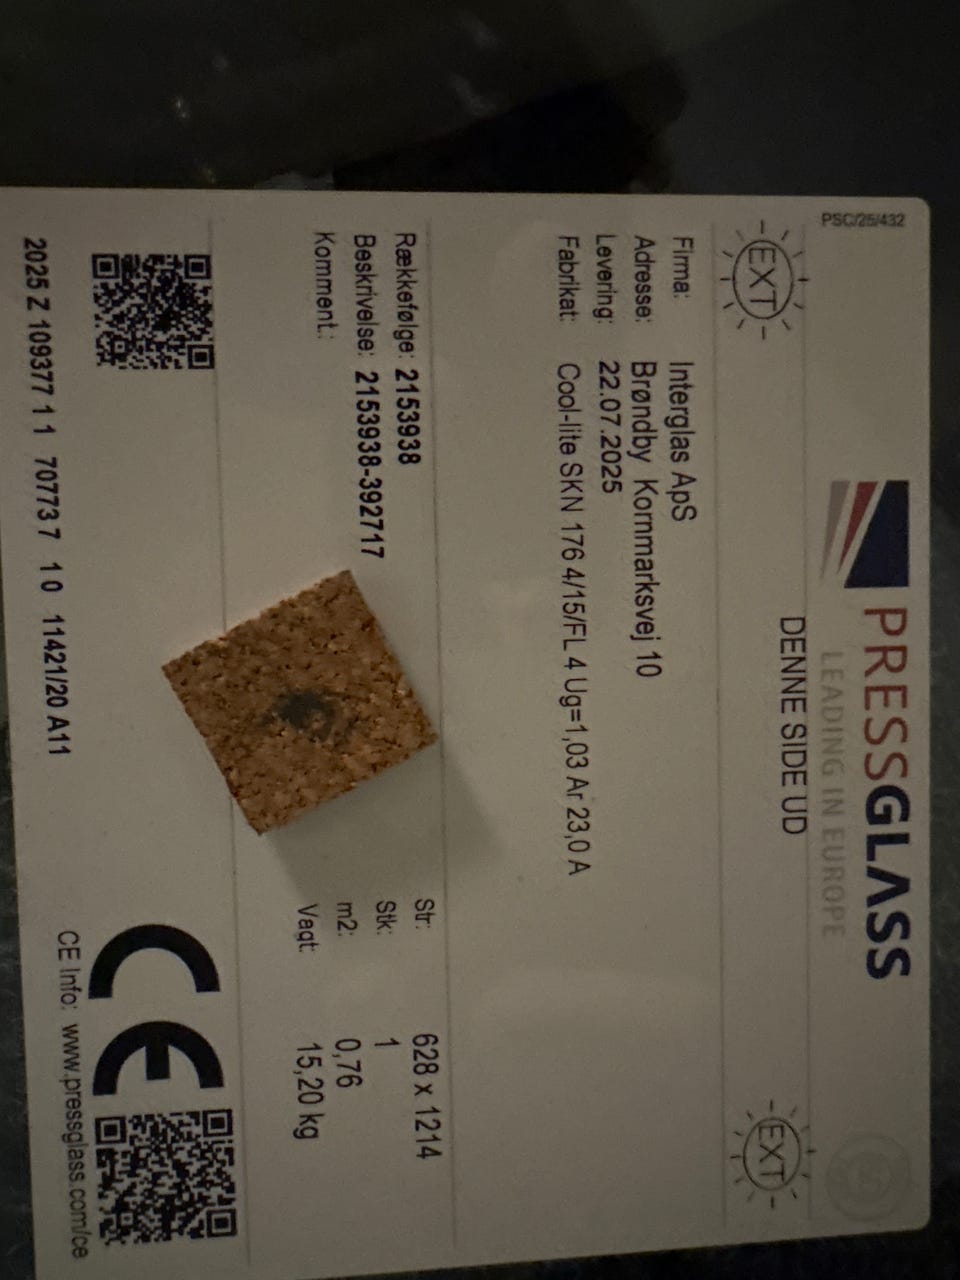 PSC/25/432
PRESSGLASS
LEADING IN EUROPE
EXT
DENNE SIDE UD
EXT
Firma: Interglas ApS
Adresse: Brøndby Kornmarksvej 10
Levering: 22.07.2025
Fabrikat: Cool-lite SKN 176 4/15/FL 4 Ug=1,03 Ar 23,0 A
Rækkefølge: 2153938
Beskrivelse: 2153938-392717
Komment.:
Str: 628 x 1214
Stk: 1
m2: 0,76
Vagt: 15,20 kg
CE
2025 Z 109377 1 1 70773 7 1 0 11421/20 A11
CE Info: www.pressglass.com/ce